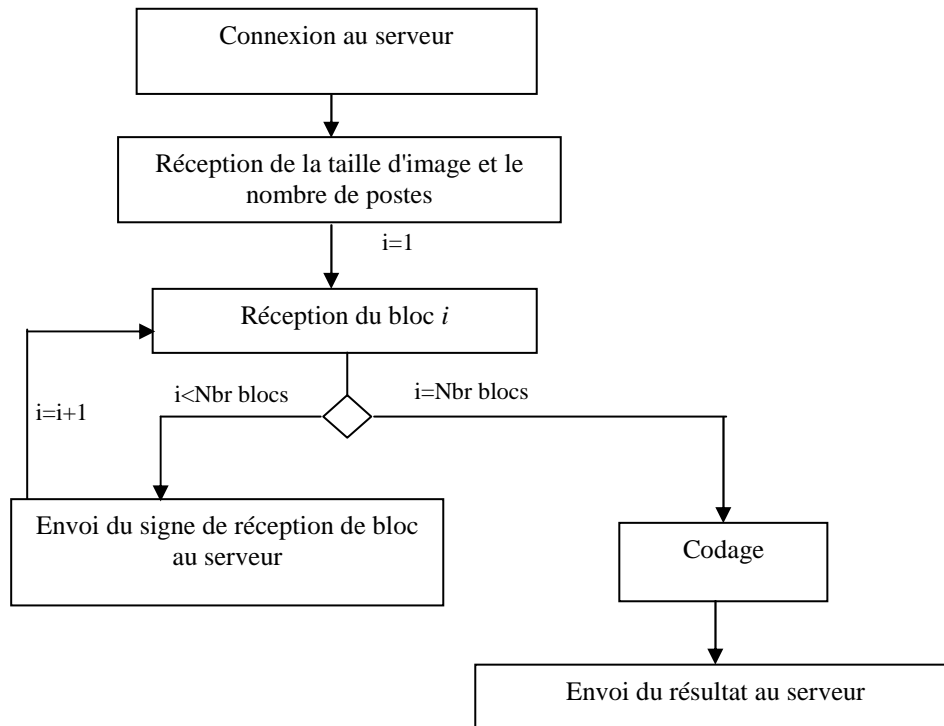 Connexion au serveur
Réception de la taille d'image et le
nombre de postes
i=1
Réception du bloc i
i<Nbr blocs
i=Nbr blocs
i=i+1
Envoi du signe de réception de bloc
au serveur
Codage
Envoi du résultat au serveur